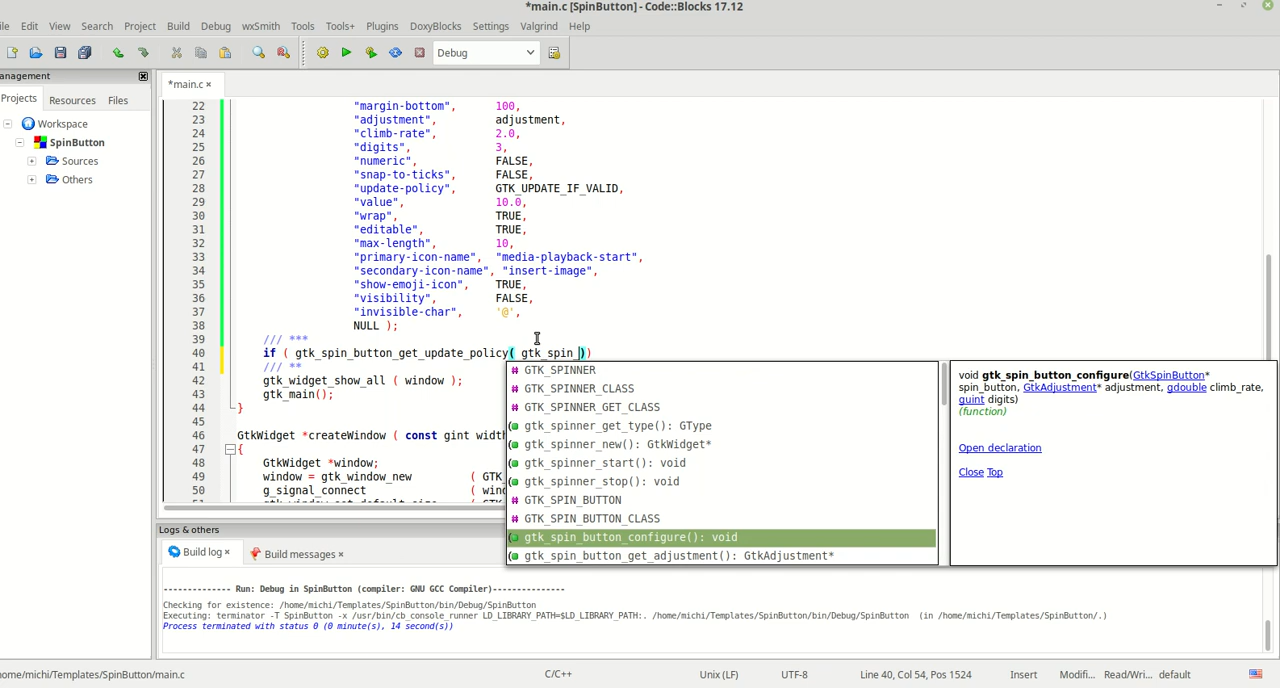 *main.c [SpinButton] - Code::Blocks 17.12
ile Edit View Search Project Build Debug wxSmith Tools Tools+ Plugins DoxyBlocks Settings Valgrind Help
Debug
anagement
*main.c ×
Projects Resources Files
Workspace
SpinButton
Sources
Others
22 "margin-bottom", 100,
23 "adjustment", adjustment,
24 "climb-rate", 2.0,
25 "digits", 3,
26 "numeric", FALSE,
27 "snap-to-ticks", FALSE,
28 "update-policy", GTK_UPDATE_IF_VALID,
29 "value", 10.0,
30 "wrap", TRUE,
31 "editable", TRUE,
32 "max-length", 10,
33 "primary-icon-name", "media-playback-start",
34 "secondary-icon-name", "insert-image",
35 "show-emoji-icon", TRUE,
36 "visibility", FALSE,
37 "invisible-char", '@',
38 NULL );
39 /// ***
40 if ( gtk_spin_button_get_update_policy( gtk_spin_))
41 /// **
42 gtk_widget_show_all ( window );
43 gtk_main();
44 }
45
46 GtkWidget *createWindow ( const gint width
47 {
48 GtkWidget *window;
49 window = gtk_window_new ( GTK_
50 g_signal_connect ( wind
GTK_SPINNER
GTK_SPINNER_CLASS
GTK_SPINNER_GET_CLASS
gtk_spinner_get_type(): GType
gtk_spinner_new(): GtkWidget*
gtk_spinner_start(): void
gtk_spinner_stop(): void
GTK_SPIN_BUTTON
GTK_SPIN_BUTTON_CLASS
gtk_spin_button_configure(): void
gtk_spin_button_get_adjustment(): GtkAdjustment*
void gtk_spin_button_configure(GtkSpinButton*
spin_button, GtkAdjustment* adjustment, gdouble climb_rate,
guint digits)
(function)
Open declaration
Close Top
Logs & others
Build log × Build messages ×
-------------- Run: Debug in SpinButton (compiler: GNU GCC Compiler)---------------
Checking for existence: /home/michi/Templates/SpinButton/bin/Debug/SpinButton
Executing: terminator -T SpinButton -x /usr/bin/cb_console_runner LD_LIBRARY_PATH=$LD_LIBRARY_PATH:. /home/michi/Templates/SpinButton/bin/Debug/SpinButton (in /home/michi/Templates/SpinButton/.)
Process terminated with status 0 (0 minute(s), 14 second(s))
ome/michi/Templates/SpinButton/main.c C/C++ Unix (LF) UTF-8 Line 40, Col 54, Pos 1524 Insert Modifi... Read/Wri... default